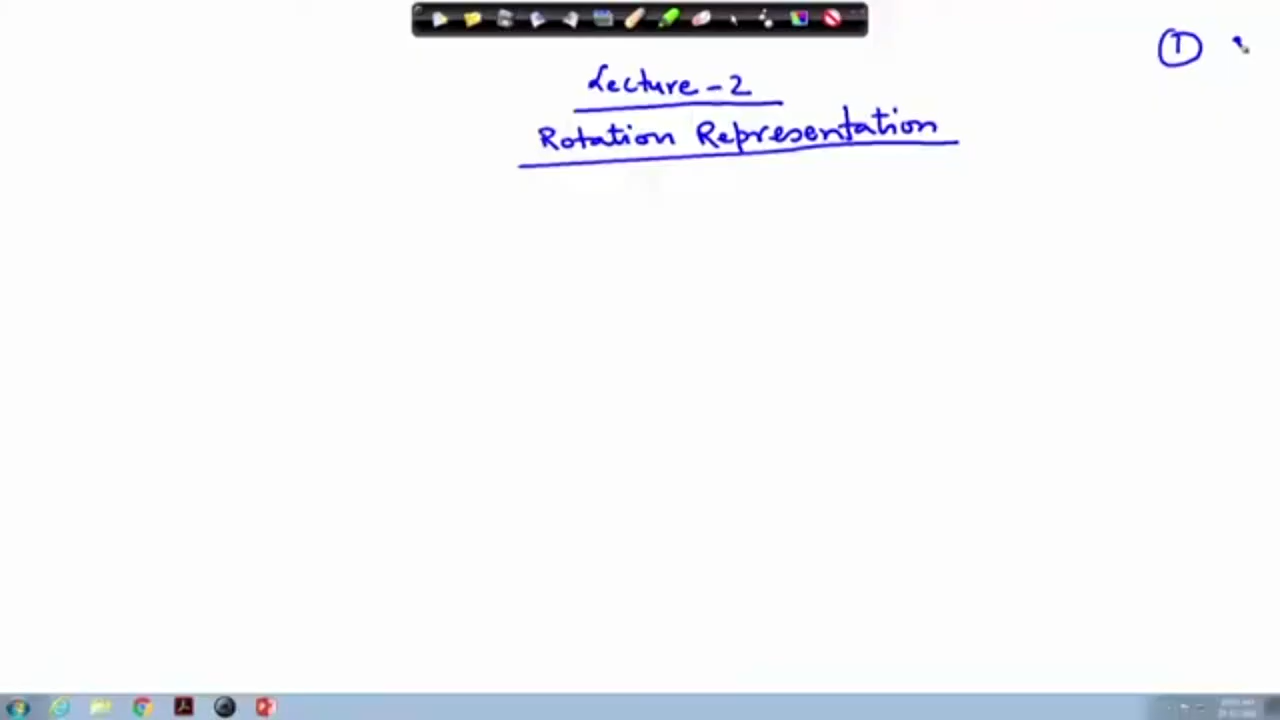 ①
Lecture - 2
Rotation Representation